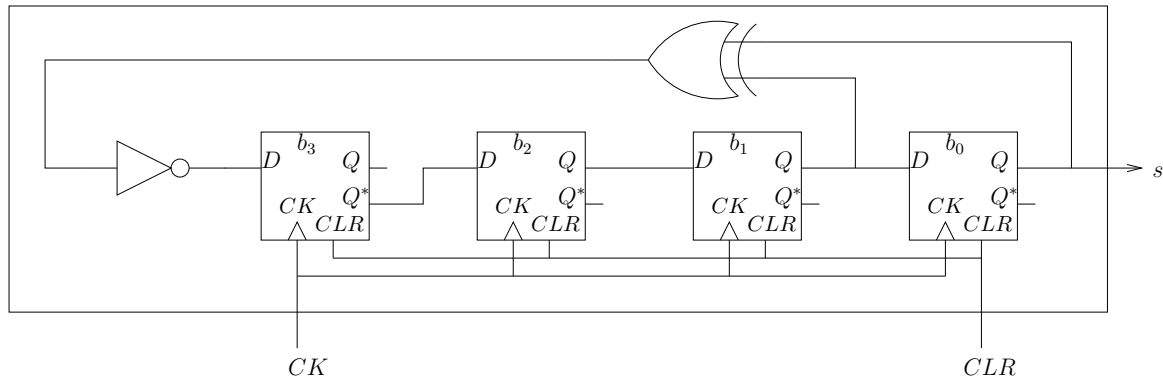 b₃ b₂ b₁ b₀
D Q D Q D Q D Q s
Q* Q* Q* Q*
CK CK CK CK
CLR CLR CLR CLR
CK CLR